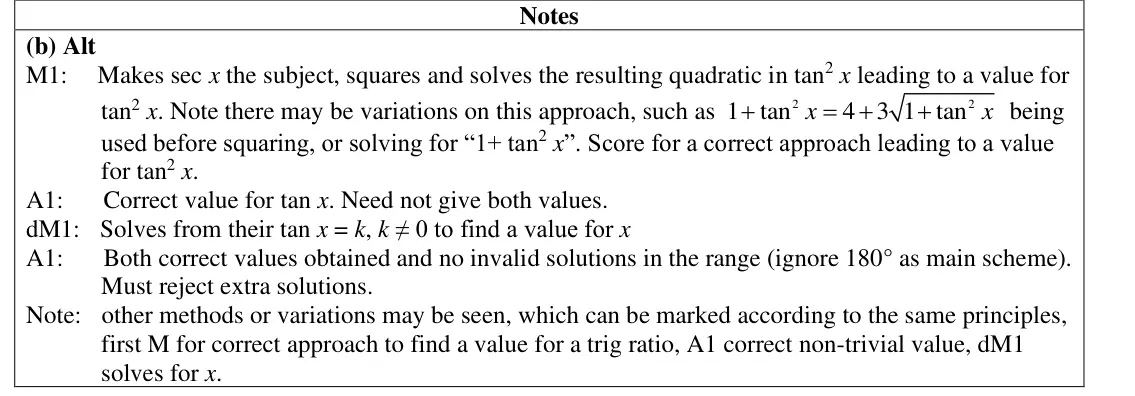 Notes
(b) Alt
M1: Makes sec x the subject, squares and solves the resulting quadratic in tan² x leading to a value for
tan² x. Note there may be variations on this approach, such as 1+ tan² x = 4+3√(1+ tan² x) being
used before squaring, or solving for “1+ tan² x”. Score for a correct approach leading to a value
for tan² x.
A1: Correct value for tan x. Need not give both values.
dM1: Solves from their tan x = k, k ≠ 0 to find a value for x
A1: Both correct values obtained and no invalid solutions in the range (ignore 180° as main scheme).
Must reject extra solutions.
Note: other methods or variations may be seen, which can be marked according to the same principles,
first M for correct approach to find a value for a trig ratio, A1 correct non-trivial value, dM1
solves for x.